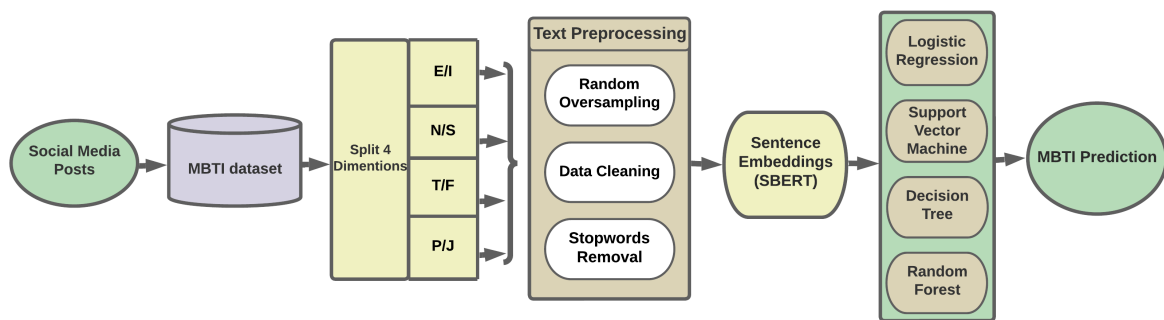 Social Media
Posts
MBTI dataset
Split 4
Dimentions
E/I
N/S
T/F
P/J
Text Preprocessing
Random
Oversampling
Data Cleaning
Stopwords
Removal
Sentence
Embeddings
(SBERT)
Logistic
Regression
Support
Vector
Machine
Decision
Tree
Random
Forest
MBTI Prediction